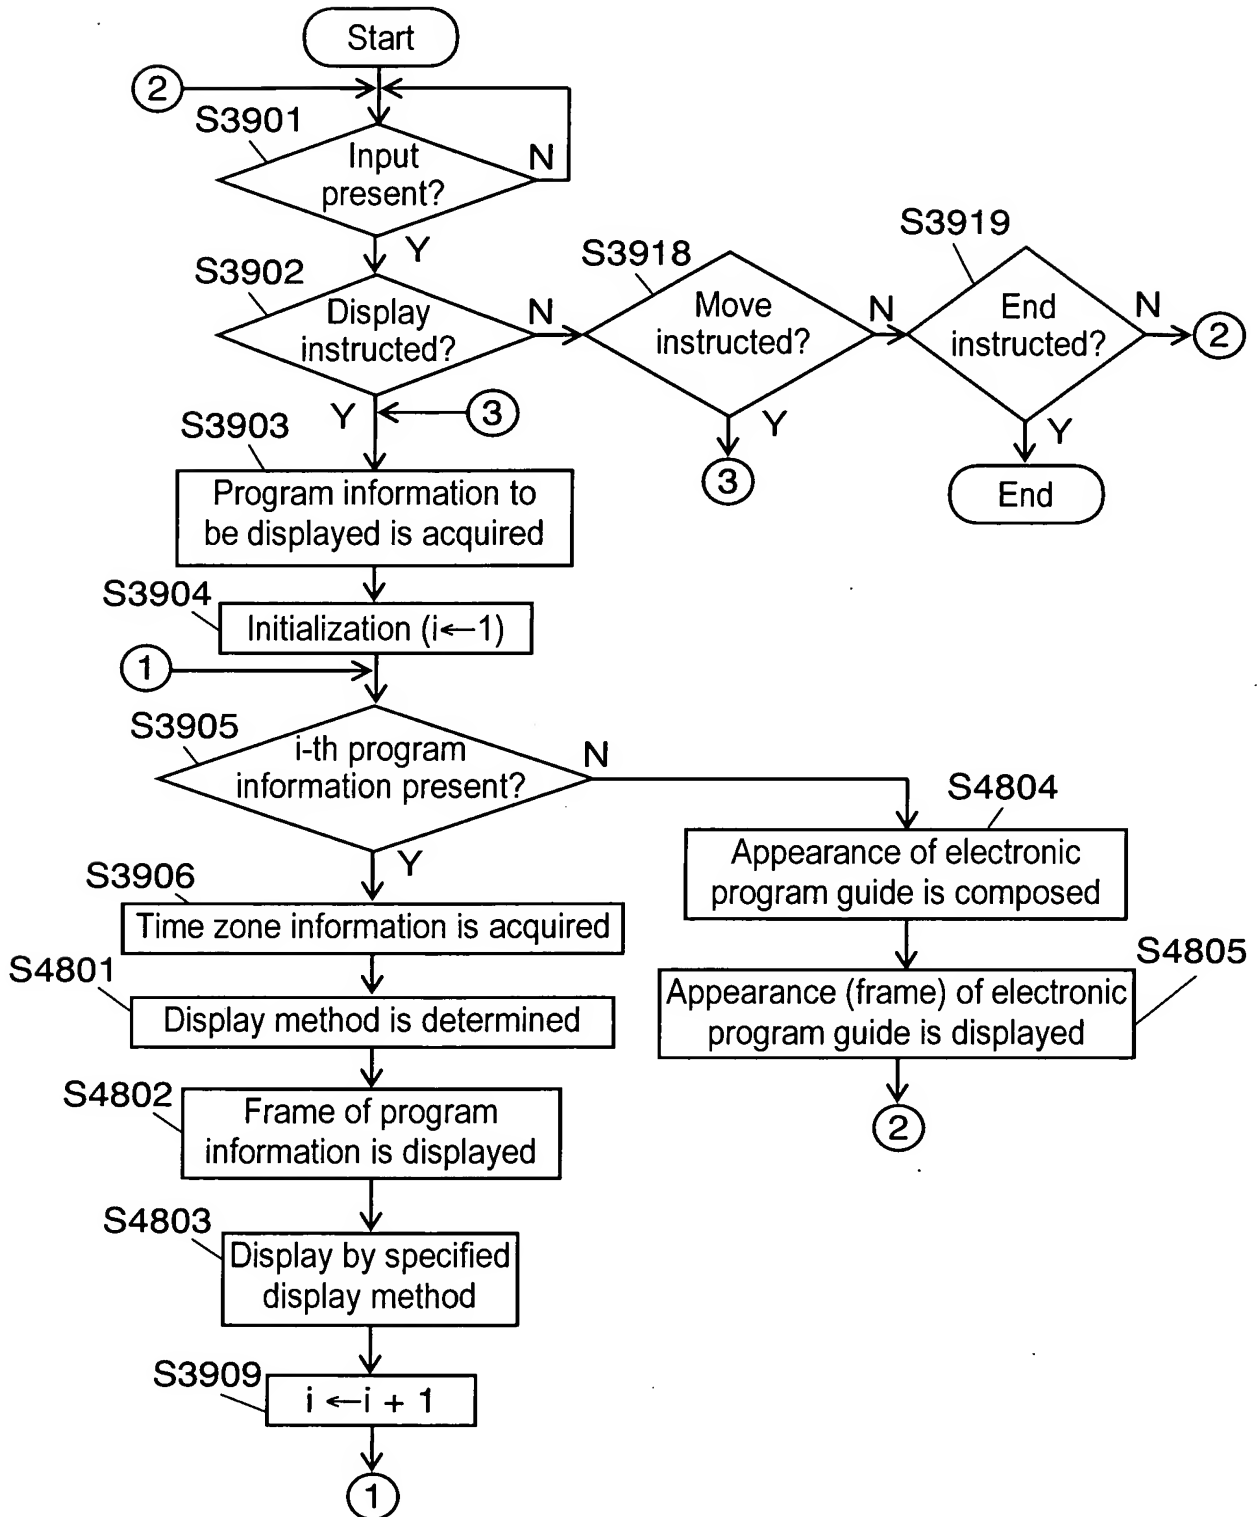 Start
2
S3901
Input
present?
N
Y
S3902
Display
instructed?
N
S3918
Move
instructed?
N
S3919
End
instructed?
N
2
Y
3
Y
3
Y
End
S3903
Program information to
be displayed is acquired
S3904
Initialization (i←1)
1
S3905
i-th program
information present?
N
Y
S3906
Time zone information is acquired
S4801
Display method is determined
S4802
Frame of program
information is displayed
S4803
Display by specified
display method
S3909
i ← i + 1
1
S4804
Appearance of electronic
program guide is composed
S4805
Appearance (frame) of electronic
program guide is displayed
2